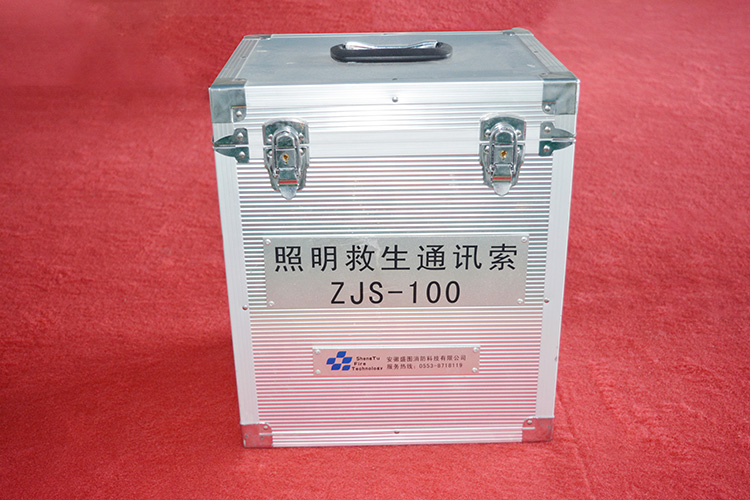 照明救生通讯索
ZJS-100
ShengTu
Fire
Technology
安徽盛图消防科技有限公司
服务热线：0553-8718119